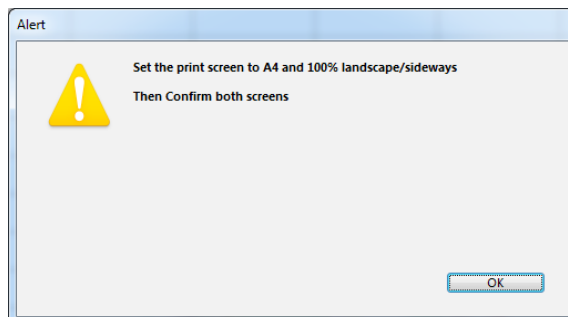 Alert
Set the print screen to A4 and 100% landscape/sideways
Then Confirm both screens
OK